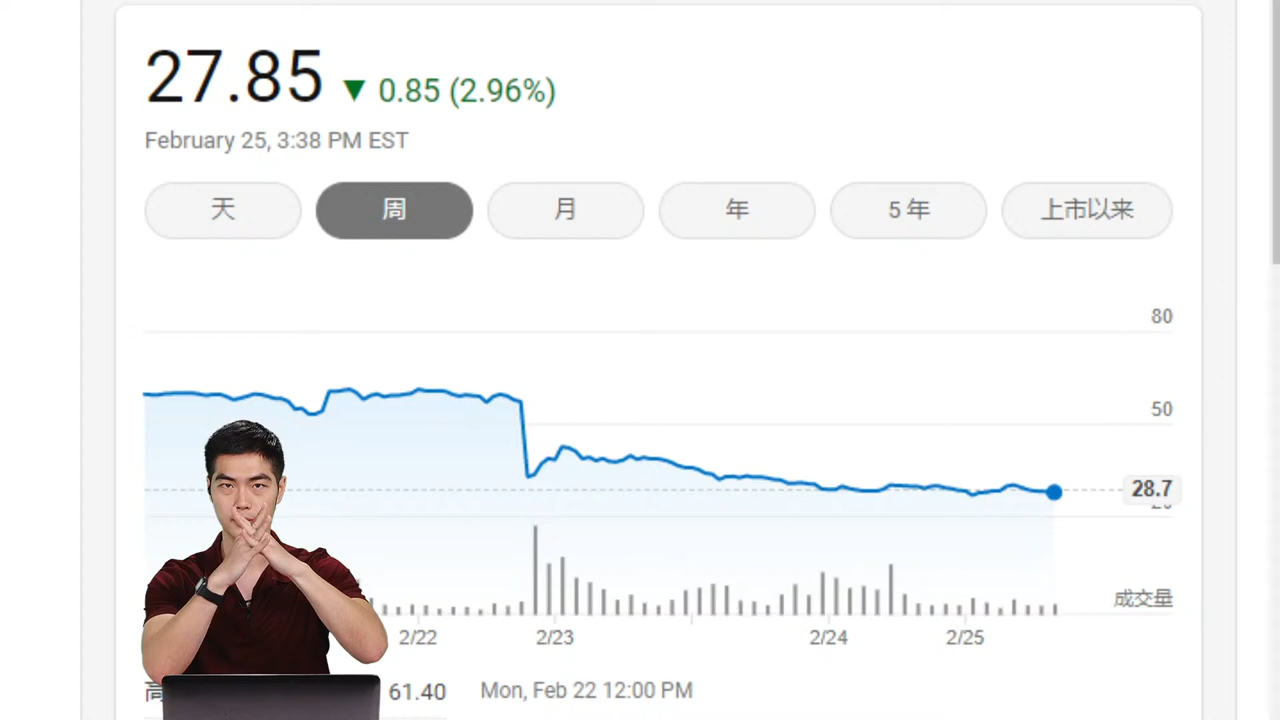 27.85 ▼ 0.85 (2.96%)
February 25, 3:38 PM EST
天 周 月 年 5 年 上市以来
80
50
28.7
20
成交量
2/22 2/23 2/24 2/25
高 61.40 Mon, Feb 22 12:00 PM